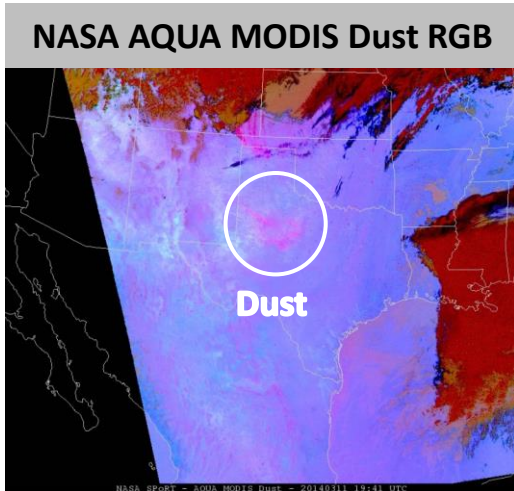 NASA AQUA MODIS Dust RGB
Dust
NASA SPoRT - AQUA MODIS Dust - 20140311 19:41 UTC